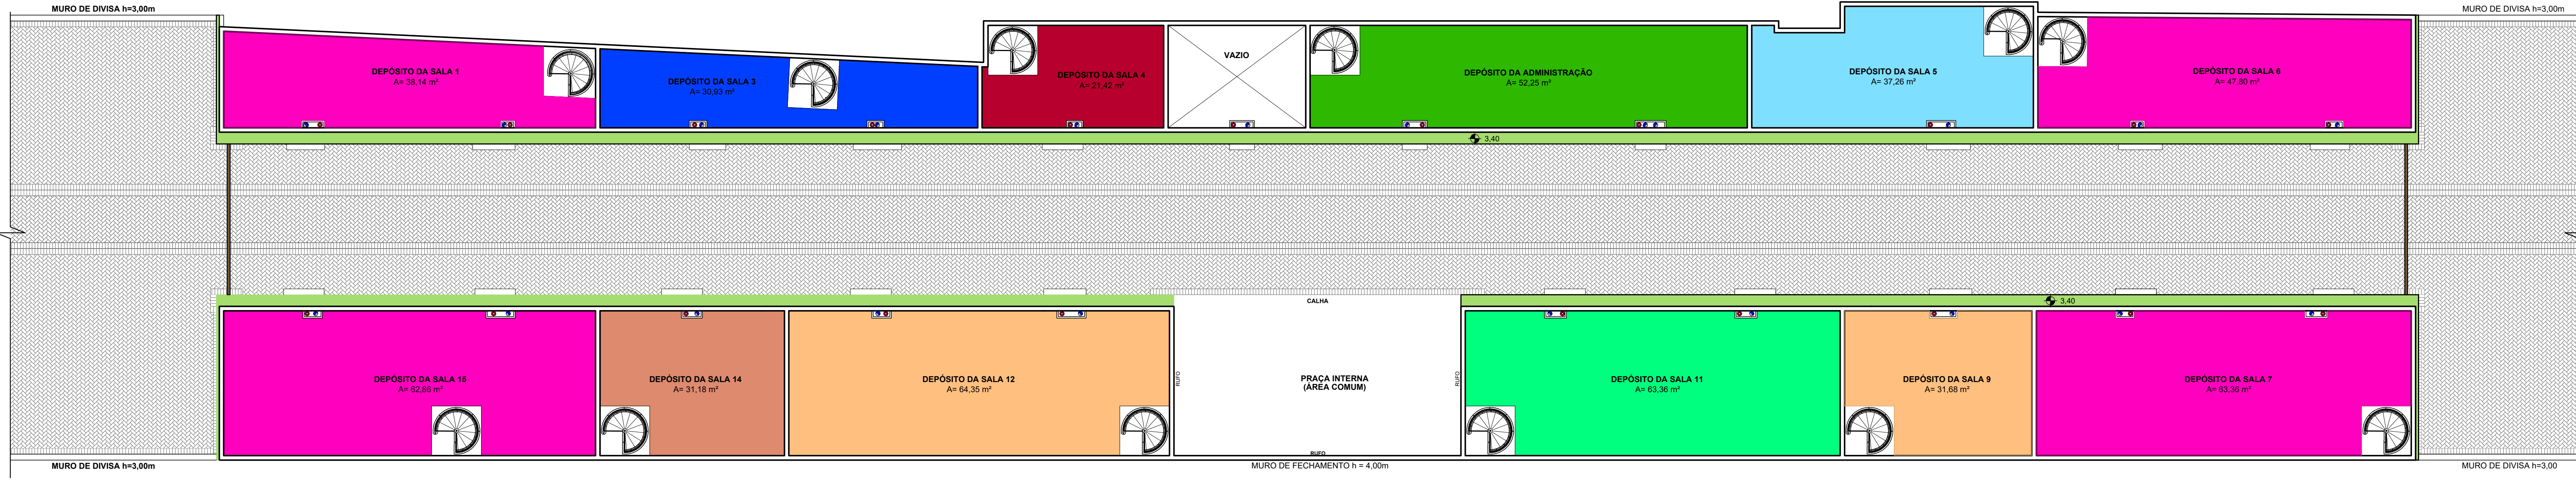 MURO DE DIVISA h=3,00m
MURO DE DIVISA h=3,00m
DEPÓSITO DA SALA 1
A= 38,14 m²
DEPÓSITO DA SALA 3
A= 30,93 m²
DEPÓSITO DA SALA 4
A= 21,42 m²
VAZIO
DEPÓSITO DA ADMINISTRAÇÃO
A= 52,25 m²
DEPÓSITO DA SALA 5
A= 37,26 m²
DEPÓSITO DA SALA 6
A= 47,80 m²
3,40
CALHA
3,40
DEPÓSITO DA SALA 15
A= 62,86 m²
DEPÓSITO DA SALA 14
A= 31,18 m²
DEPÓSITO DA SALA 12
A= 64,35 m²
RUFO
PRAÇA INTERNA
(ÁREA COMUM)
RUFO
DEPÓSITO DA SALA 11
A= 63,36 m²
DEPÓSITO DA SALA 9
A= 31,68 m²
DEPÓSITO DA SALA 7
A= 63,36 m²
RUFO
MURO DE DIVISA h=3,00m
MURO DE FECHAMENTO h = 4,00m
MURO DE DIVISA h=3,00